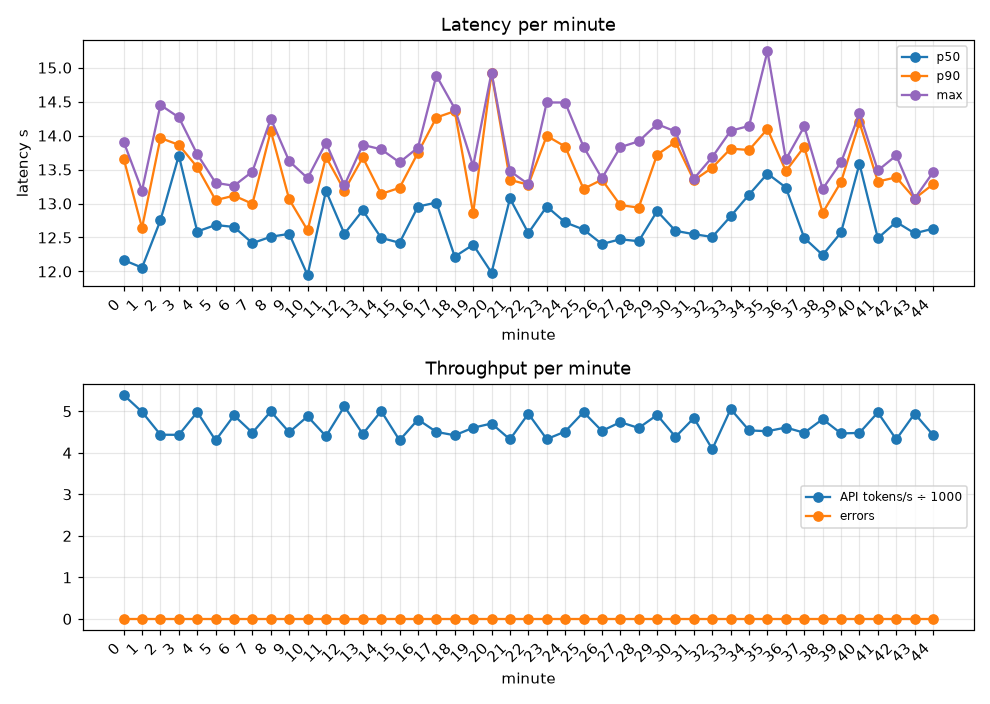 Latency per minute
latency s
15.0
14.5
14.0
13.5
13.0
12.5
12.0
p50
p90
max
0 1 2 3 4 5 6 7 8 9 10 11 12 13 14 15 16 17 18 19 20 21 22 23 24 25 26 27 28 29 30 31 32 33 34 35 36 37 38 39 40 41 42 43 44
minute
Throughput per minute
5
4
3
2
1
0
API tokens/s ÷ 1000
errors
0 1 2 3 4 5 6 7 8 9 10 11 12 13 14 15 16 17 18 19 20 21 22 23 24 25 26 27 28 29 30 31 32 33 34 35 36 37 38 39 40 41 42 43 44
minute